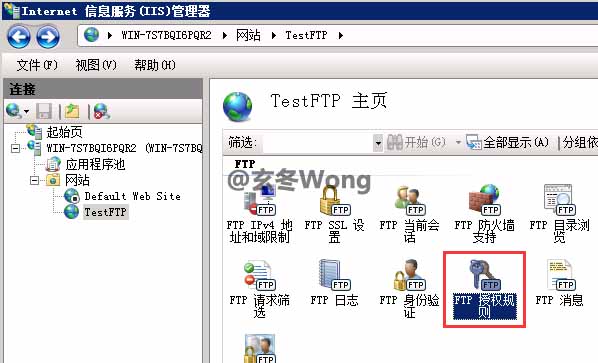 Internet 信息服务(IIS)管理器
WIN-7S7BQI6PQR2 ▸ 网站 ▸ TestFTP ▸
文件(F) 视图(V) 帮助(H)
连接
起始页
WIN-7S7BQI6PQR2 (WIN-7S7BQ
应用程序池
网站
Default Web Site
TestFTP
TestFTP 主页
筛选: 开始(G) 全部显示(A) 分组依
FTP
@玄冬Wong
FTP IPv4 地
址和域限制
FTP SSL 设
置
FTP 当前会
话
FTP 防火墙
支持
FTP 目录浏
览
FTP 请求筛
选
FTP 日志
FTP 身份验
证
FTP 授权规
则
FTP 消息